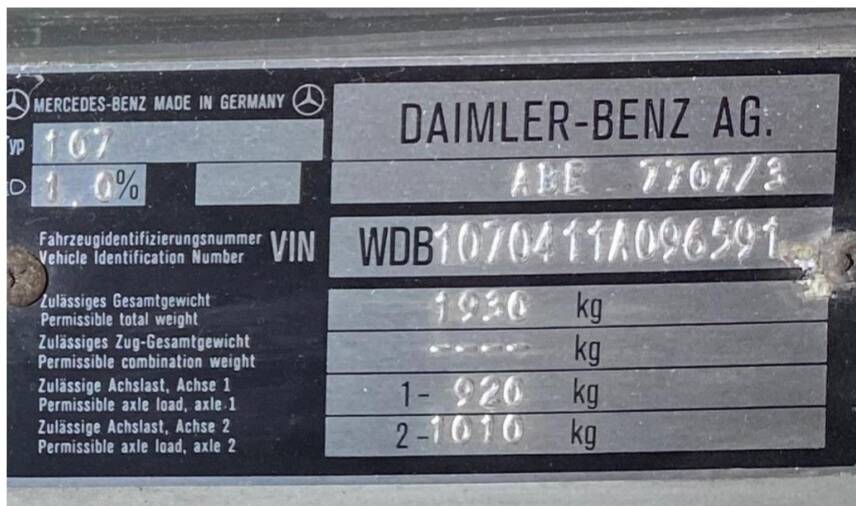 MERCEDES-BENZ MADE IN GERMANY
DAIMLER-BENZ AG.
Typ 107
1.0%
ABE 7707/3
Fahrzeugidentifizierungsnummer
Vehicle Identification Number VIN WDB1070411A096591
Zulässiges Gesamtgewicht
Permissible total weight 1930 kg
Zulässiges Zug-Gesamtgewicht
Permissible combination weight ---- kg
Zulässige Achslast, Achse 1
Permissible axle load, axle 1 1- 920 kg
Zulässige Achslast, Achse 2
Permissible axle load, axle 2 2-1010 kg